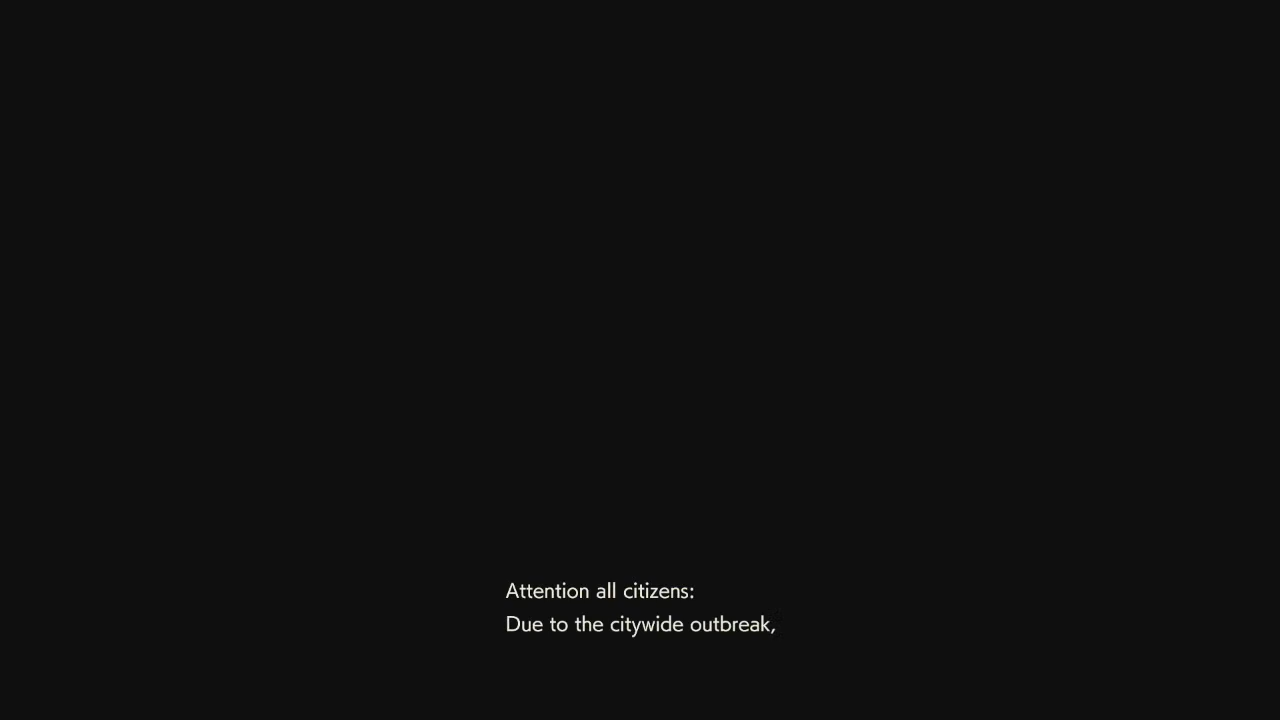 Attention all citizens:
Due to the citywide outbreak,